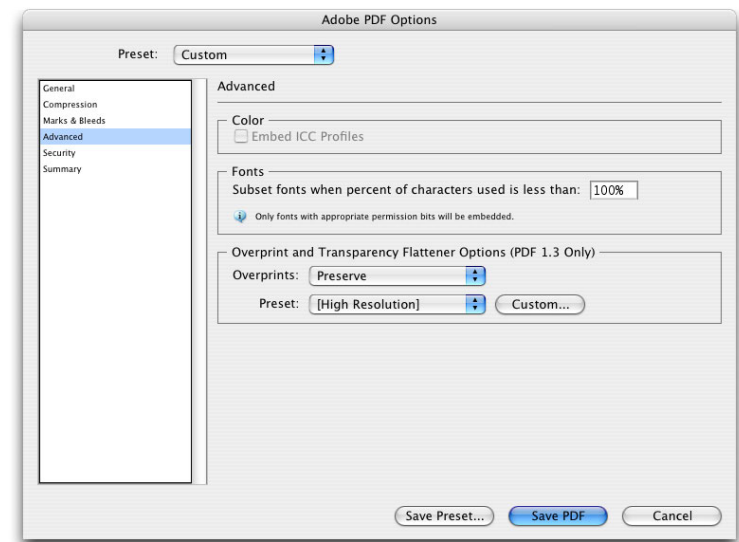 Adobe PDF Options
Preset: Custom
General
Compression
Marks & Bleeds
Advanced
Security
Summary
Advanced
Color
Embed ICC Profiles
Fonts
Subset fonts when percent of characters used is less than: 100%
Only fonts with appropriate permission bits will be embedded.
Overprint and Transparency Flattener Options (PDF 1.3 Only)
Overprints: Preserve
Preset: [High Resolution] Custom...
Save Preset... Save PDF Cancel